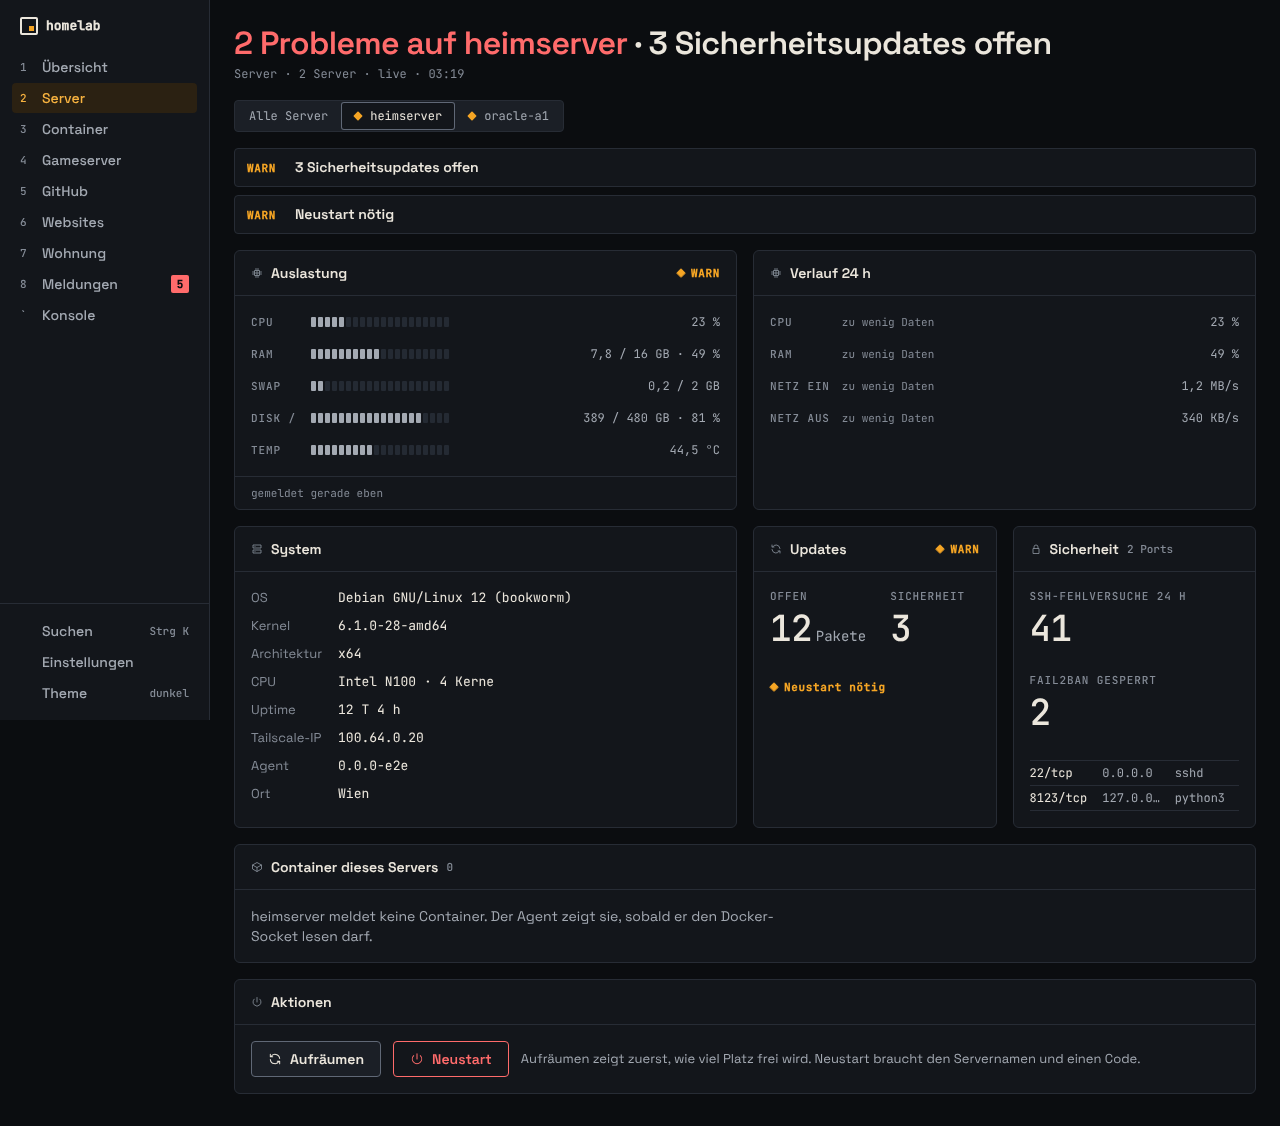 homelab
1 Übersicht
2 Server
3 Container
4 Gameserver
5 GitHub
6 Websites
7 Wohnung
8 Meldungen 5
` Konsole
Suchen Strg K
Einstellungen
Theme dunkel
2 Probleme auf heimserver · 3 Sicherheitsupdates offen
Server · 2 Server · live · 03:19
Alle Server ◆ heimserver ◆ oracle-a1
WARN 3 Sicherheitsupdates offen
WARN Neustart nötig
Auslastung ◆ WARN
CPU 23 %
RAM 7,8 / 16 GB · 49 %
SWAP 0,2 / 2 GB
DISK / 389 / 480 GB · 81 %
TEMP 44,5 °C
gemeldet gerade eben
Verlauf 24 h
CPU zu wenig Daten 23 %
RAM zu wenig Daten 49 %
NETZ EIN zu wenig Daten 1,2 MB/s
NETZ AUS zu wenig Daten 340 KB/s
System
OS Debian GNU/Linux 12 (bookworm)
Kernel 6.1.0-28-amd64
Architektur x64
CPU Intel N100 · 4 Kerne
Uptime 12 T 4 h
Tailscale-IP 100.64.0.20
Agent 0.0.0-e2e
Ort Wien
Updates ◆ WARN
OFFEN SICHERHEIT
12 Pakete 3
◆ Neustart nötig
Sicherheit 2 Ports
SSH-FEHLVERSUCHE 24 H
41
FAIL2BAN GESPERRT
2
22/tcp 0.0.0.0 sshd
8123/tcp 127.0.0… python3
Container dieses Servers 0
heimserver meldet keine Container. Der Agent zeigt sie, sobald er den Docker-
Socket lesen darf.
Aktionen
Aufräumen Neustart Aufräumen zeigt zuerst, wie viel Platz frei wird. Neustart braucht den Servernamen und einen Code.